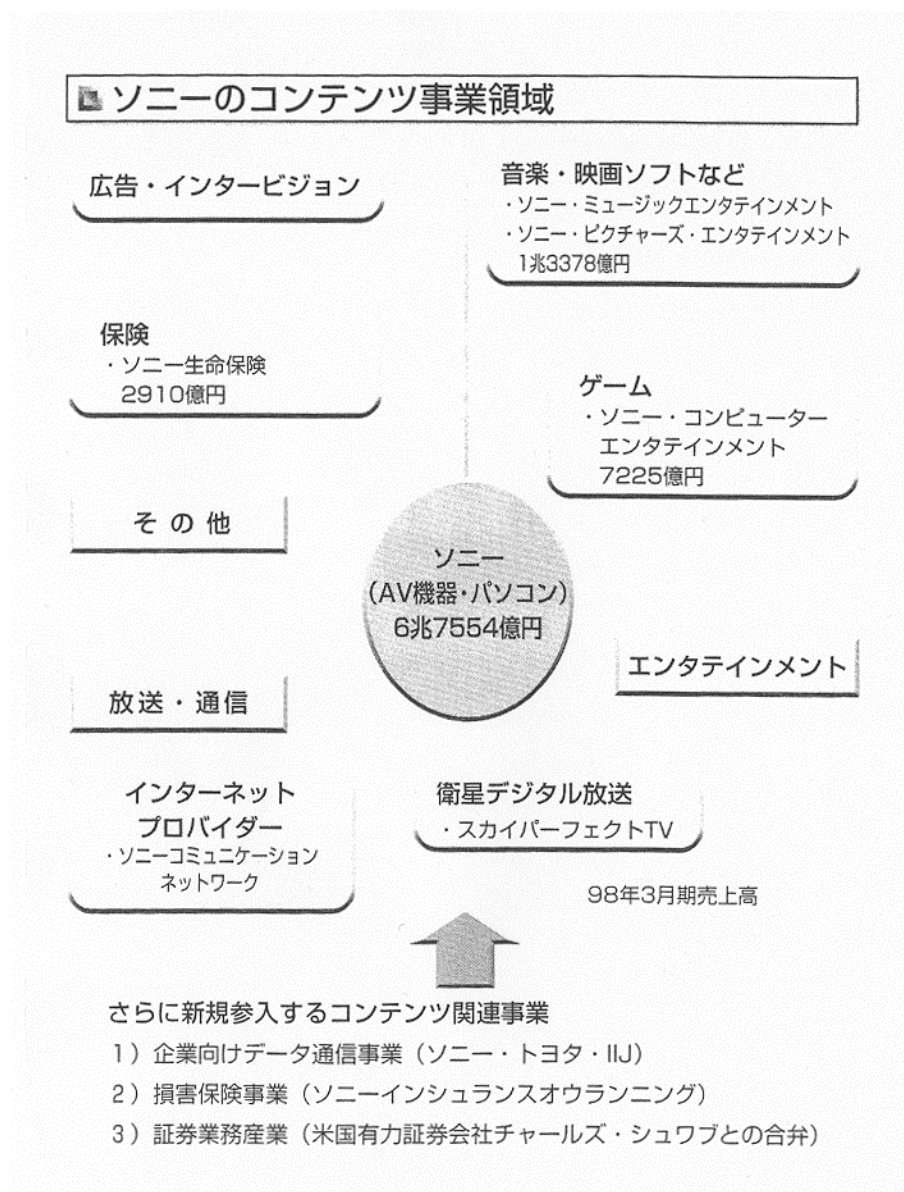 ソニーのコンテンツ事業領域
広告・インタービジョン
音楽・映画ソフトなど
・ソニー・ミュージックエンタテインメント
・ソニー・ピクチャーズ・エンタテインメント
1兆3378億円
保険
・ソニー生命保険
2910億円
ゲーム
・ソニー・コンピューター
エンタテインメント
7225億円
その他
ソニー
(AV機器・パソコン)
6兆7554億円
エンタテインメント
放送・通信
インターネット
プロバイダー
・ソニーコミュニケーション
ネットワーク
衛星デジタル放送
・スカイパーフェクトTV
98年3月期売上高
さらに新規参入するコンテンツ関連事業
1）企業向けデータ通信事業（ソニー・トヨタ・IIJ）
2）損害保険事業（ソニーインシュランスオウランニング）
3）証券業務産業（米国有力証券会社チャールズ・シュワブとの合弁）